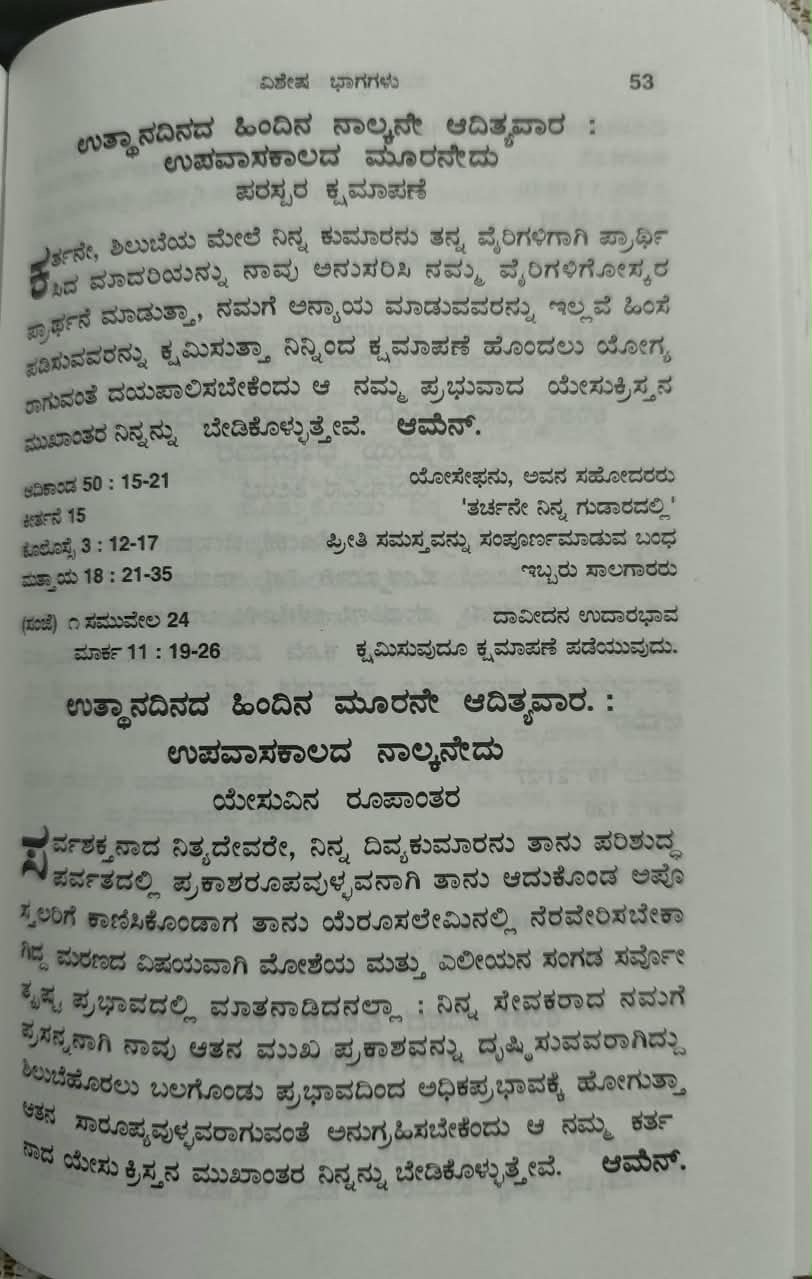 ವಿಶೇಷ ಭಾಗಗಳು 53
ಉತ್ಥಾನದಿನದ ಹಿಂದಿನ ನಾಲ್ಕನೇ ಆದಿತ್ಯವಾರ :
ಉಪವಾಸಕಾಲದ ಮೂರನೇದು
ಪರಸ್ಪರ ಕ್ಷಮಾಪಣೆ
ಕರ್ತನೇ, ಶಿಲುಬೆಯ ಮೇಲೆ ನಿನ್ನ ಕುಮಾರನು ತನ್ನ ವೈರಿಗಳಿಗಾಗಿ ಪ್ರಾರ್ಥಿ
ಸಿದ ಮಾದರಿಯನ್ನು ನಾವು ಅನುಸರಿಸಿ ನಮ್ಮ ವೈರಿಗಳಿಗೋಸ್ಕರ
ಪ್ರಾರ್ಥನೆ ಮಾಡುತ್ತಾ, ನಮಗೆ ಅನ್ಯಾಯ ಮಾಡುವವರನ್ನು ಇಲ್ಲವೆ ಹಿಂಸೆ
ಪಡಿಸುವವರನ್ನು ಕ್ಷಮಿಸುತ್ತಾ ನಿನ್ನಿಂದ ಕ್ಷಮಾಪಣೆ ಹೊಂದಲು ಯೋಗ್ಯ
ರಾಗುವಂತೆ ದಯಪಾಲಿಸಬೇಕೆಂದು ಆ ನಮ್ಮ ಪ್ರಭುವಾದ ಯೇಸುಕ್ರಿಸ್ತನ
ಮುಖಾಂತರ ನಿನ್ನನ್ನು ಬೇಡಿಕೊಳ್ಳುತ್ತೇವೆ. ಆಮೆನ್.
ಆದಿಕಾಂಡ 50 : 15-21 ಯೋಸೇಫನು, ಅವನ ಸಹೋದರರು
ಕೀರ್ತನೆ 15 'ತರ್ಚನೇ ನಿನ್ನ ಗುಡಾರದಲ್ಲಿ'
ಕೊಲೊಸ್ಸೆ 3 : 12-17 ಪ್ರೀತಿ ಸಮಸ್ತವನ್ನು ಸಂಪೂರ್ಣಮಾಡುವ ಬಂಧ
ಮತ್ತಾಯ 18 : 21-35 ಇಬ್ಬರು ಸಾಲಗಾರರು
(ಸಂಜೆ) ೧ ಸಮುವೇಲ 24 ದಾವೀದನ ಉದಾರಭಾವ
ಮಾರ್ಕ 11 : 19-26 ಕ್ಷಮಿಸುವುದೂ ಕ್ಷಮಾಪಣೆ ಪಡೆಯುವುದು.
ಉತ್ಥಾನದಿನದ ಹಿಂದಿನ ಮೂರನೇ ಆದಿತ್ಯವಾರ. :
ಉಪವಾಸಕಾಲದ ನಾಲ್ಕನೇದು
ಯೇಸುವಿನ ರೂಪಾಂತರ
ಸರ್ವಶಕ್ತನಾದ ನಿತ್ಯದೇವರೇ, ನಿನ್ನ ದಿವ್ಯಕುಮಾರನು ತಾನು ಪರಿಶುದ್ಧ
ಪರ್ವತದಲ್ಲಿ ಪ್ರಕಾಶರೂಪವುಳ್ಳವನಾಗಿ ತಾನು ಆದುಕೊಂಡ ಅಪೊ
ಸ್ತಲರಿಗೆ ಕಾಣಿಸಿಕೊಂಡಾಗ ತಾನು ಯೆರೂಸಲೇಮಿನಲ್ಲಿ ನೆರವೇರಿಸಬೇಕಾ
ಗಿದ್ದ ಮರಣದ ವಿಷಯವಾಗಿ ಮೋಶೆಯ ಮತ್ತು ಎಲೀಯನ ಸಂಗಡ ಸರ್ವೋ
ತ್ಕೃಷ್ಟ ಪ್ರಭಾವದಲ್ಲಿ ಮಾತನಾಡಿದನಲ್ಲಾ : ನಿನ್ನ ಸೇವಕರಾದ ನಮಗೆ
ಪ್ರಸನ್ನನಾಗಿ ನಾವು ಆತನ ಮುಖ ಪ್ರಕಾಶವನ್ನು ದೃಷ್ಠಿಸುವವರಾಗಿದ್ದು
ಶಿಲುಬೆಹೊರಲು ಬಲಗೊಂಡು ಪ್ರಭಾವದಿಂದ ಅಧಿಕಪ್ರಭಾವಕ್ಕೆ ಹೋಗುತ್ತಾ
ಆತನ ಸಾರೂಪ್ಯವುಳ್ಳವರಾಗುವಂತೆ ಅನುಗ್ರಹಿಸಬೇಕೆಂದು ಆ ನಮ್ಮ ಕರ್ತ
ನಾದ ಯೇಸು ಕ್ರಿಸ್ತನ ಮುಖಾಂತರ ನಿನ್ನನ್ನು ಬೇಡಿಕೊಳ್ಳುತ್ತೇವೆ. ಆಮೆನ್.